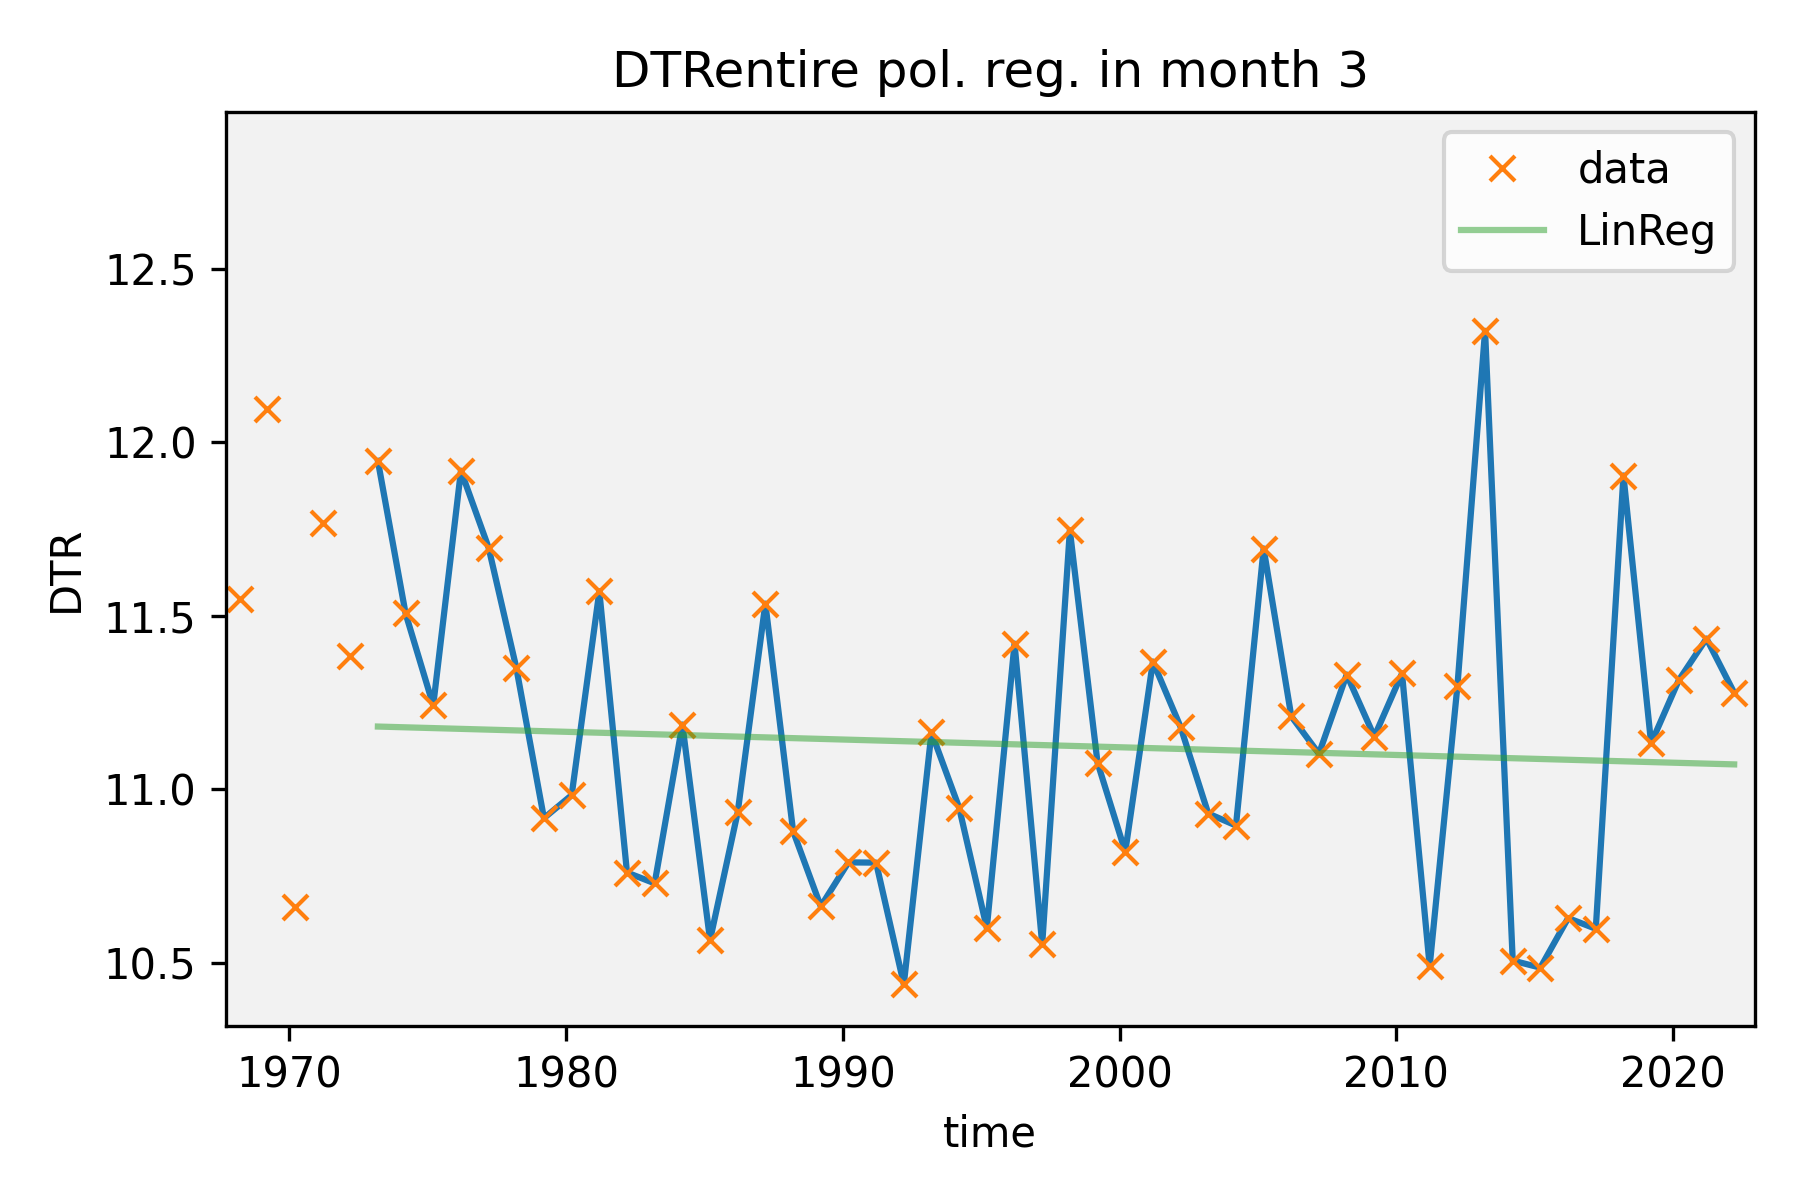 DTRentire pol. reg. in month 3
data
LinReg
12.5
12.0
11.5
11.0
10.5
DTR
1970 1980 1990 2000 2010 2020
time